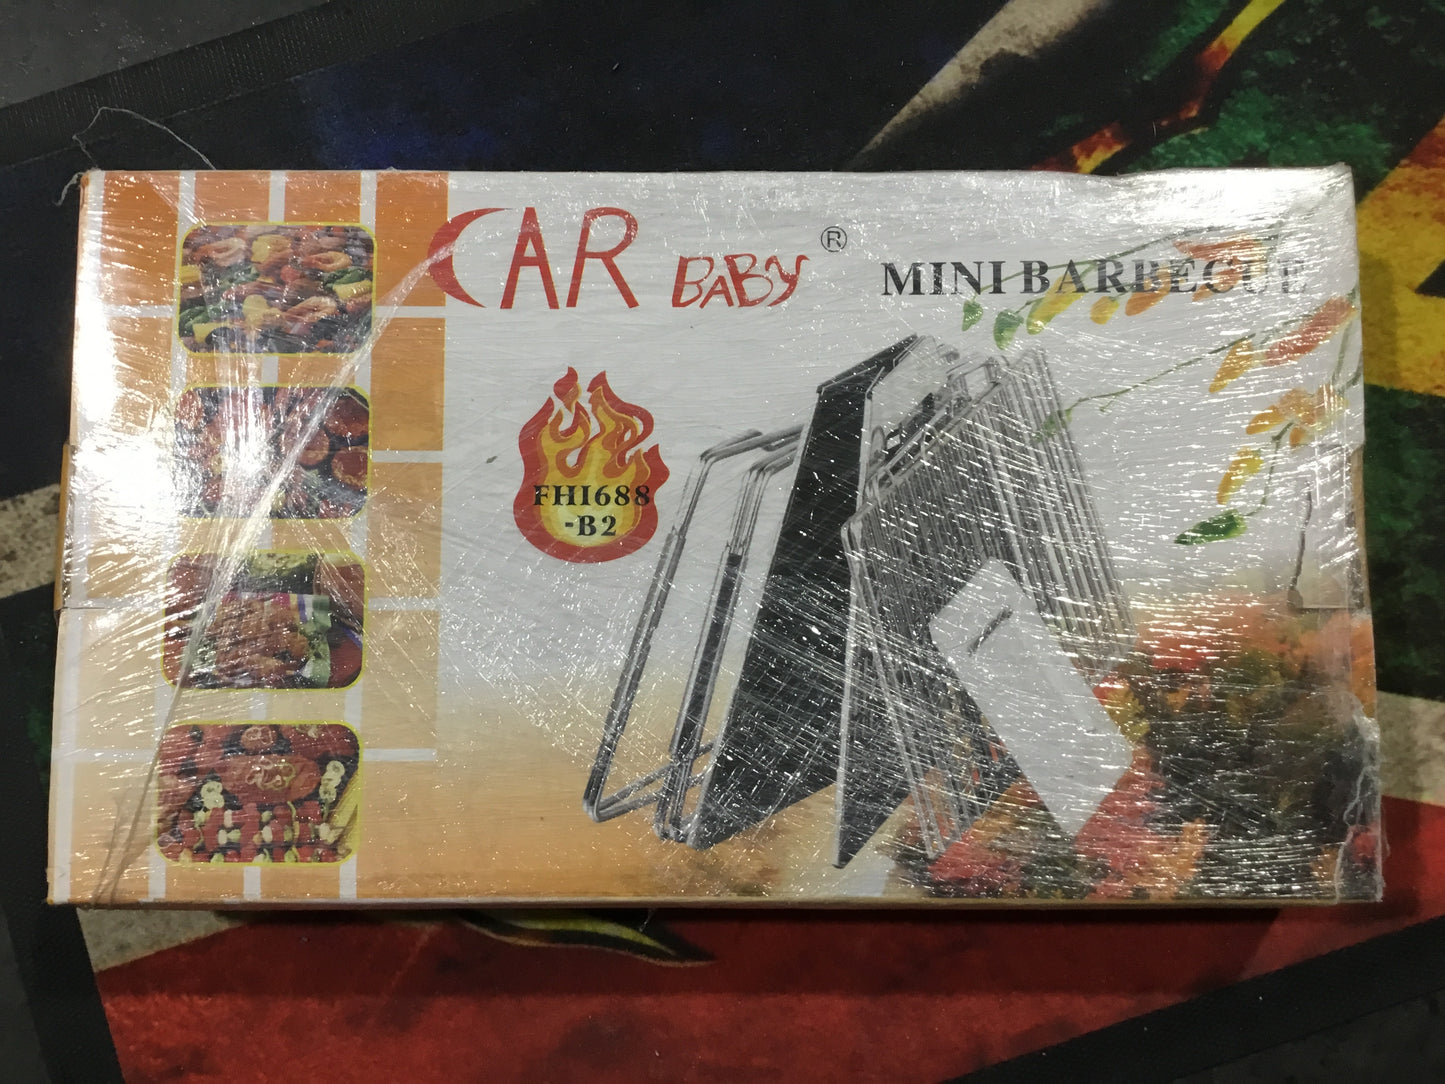 CAR BABY ®
MINI BARBECUE
FHI688
-B2